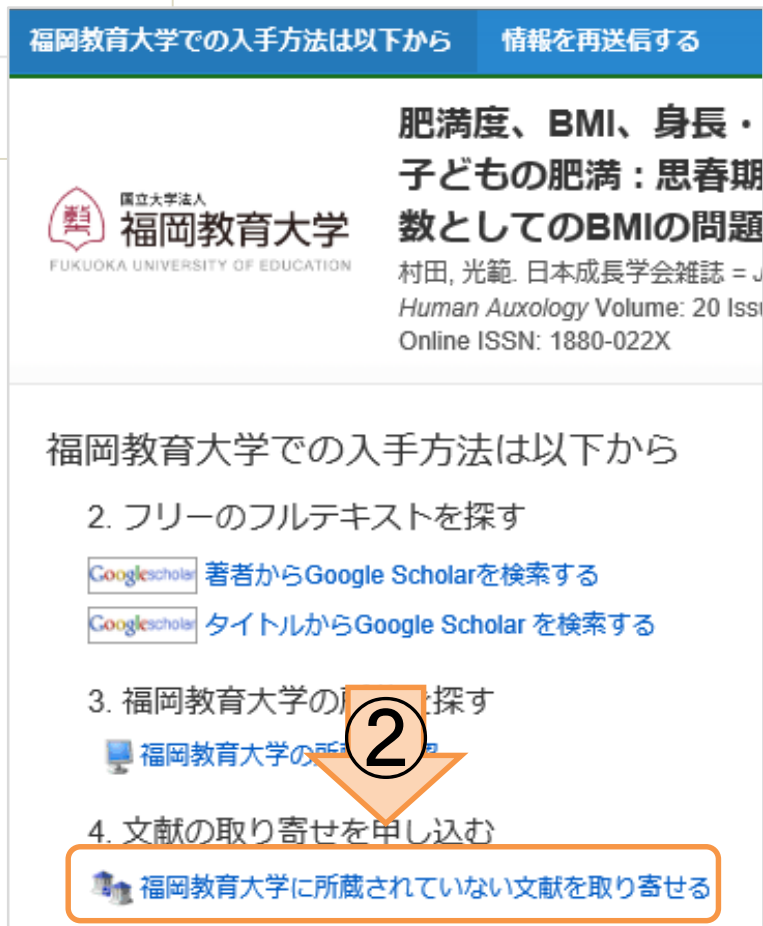 福岡教育大学での入手方法は以下から 情報を再送信する
肥満度、BMI、身長・
子どもの肥満：思春期
数としてのBMIの問題
国立大学法人
福岡教育大学
FUKUOKA UNIVERSITY OF EDUCATION
村田, 光範. 日本成長学会雑誌 = J
Human Auxology Volume: 20 Issu
Online ISSN: 1880-022X
福岡教育大学での入手方法は以下から
2. フリーのフルテキストを探す
Googlescholar 著者からGoogle Scholarを検索する
Googlescholar タイトルからGoogle Scholar を検索する
3. 福岡教育大学の 探す
福岡教育大学の所
②
4. 文献の取り寄せを申し込む
福岡教育大学に所蔵されていない文献を取り寄せる